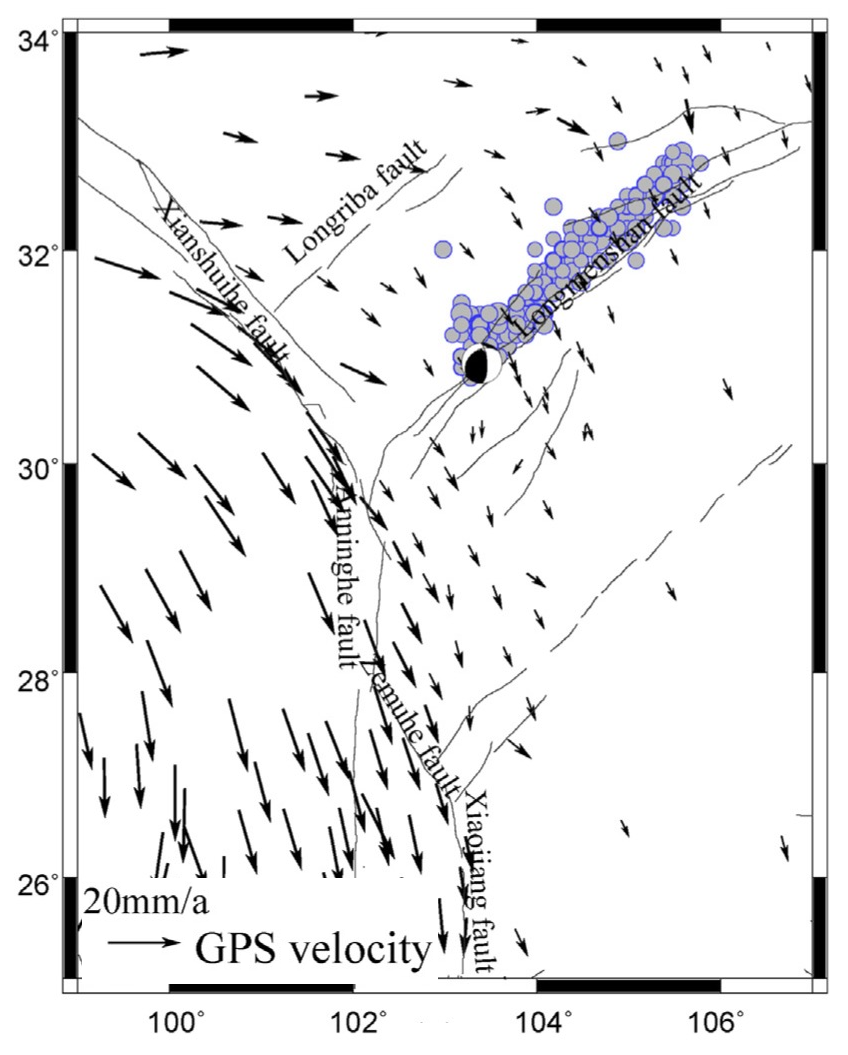 34°
Longriba fault
Xianshuihe fault
32°
Longmenshan fault
30°
Anninghe fault
28°
Zemuhe fault
Xiaojiang fault
26°
20mm/a
GPS velocity
100°
102°
104°
106°